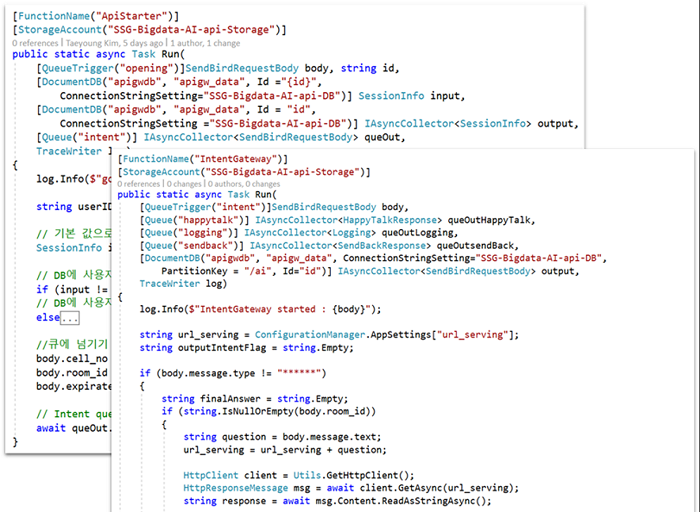 [FunctionName("ApiStarter")]
[StorageAccount("SSG-Bigdata-AI-api-Storage")]
0 references | Taeyoung Kim, 5 days ago | 1 author, 1 change
public static async Task Run(
[QueueTrigger("opening")]SendBirdRequestBody body, string id,
[DocumentDB("apigwdb", "apigw_data", Id ="{id}",
ConnectionStringSetting="SSG-Bigdata-AI-api-DB")] SessionInfo input,
[DocumentDB("apigwdb", "apigw_data", Id = "id",
ConnectionStringSetting ="SSG-Bigdata-AI-api-DB")] IAsyncCollector<SessionInfo> output,
[Queue("intent")] IAsyncCollector<SendBirdRequestBody> queOut,
TraceWriter l
{
log.Info($"
string userID
// 기본 값으로
SessionInfo i
// DB에 사용자
if (input !=
// DB에 사용자
else...
//큐에 넘기기
body.cell_no
body.room_id
body.expirate
// Intent que
await queOut.
}
[FunctionName("IntentGateway")]
[StorageAccount("SSG-Bigdata-AI-api-Storage")]
0 references | 0 changes | 0 authors, 0 changes
public static async Task Run(
[QueueTrigger("intent")]SendBirdRequestBody body,
[Queue("happytalk")] IAsyncCollector<HappyTalkResponse> queOutHappyTalk,
[Queue("logging")] IAsyncCollector<Logging> queOutLogging,
[Queue("sendback")] IAsyncCollector<SendBackResponse> queOutsendBack,
[DocumentDB("apigwdb", "apigw_data", ConnectionStringSetting="SSG-Bigdata-AI-api-DB",
PartitionKey = "/ai", Id="id")] IAsyncCollector<SendBirdRequestBody> output,
TraceWriter log)
{
log.Info($"IntentGateway started : {body}");
string url_serving = ConfigurationManager.AppSettings["url_serving"];
string outputIntentFlag = string.Empty;
if (body.message.type != "******")
{
string finalAnswer = string.Empty;
if (string.IsNullOrEmpty(body.room_id))
{
string question = body.message.text;
url_serving = url_serving + question;
HttpClient client = Utils.GetHttpClient();
HttpResponseMessage msg = await client.GetAsync(url_serving);
string response = await msg.Content.ReadAsStringAsync();